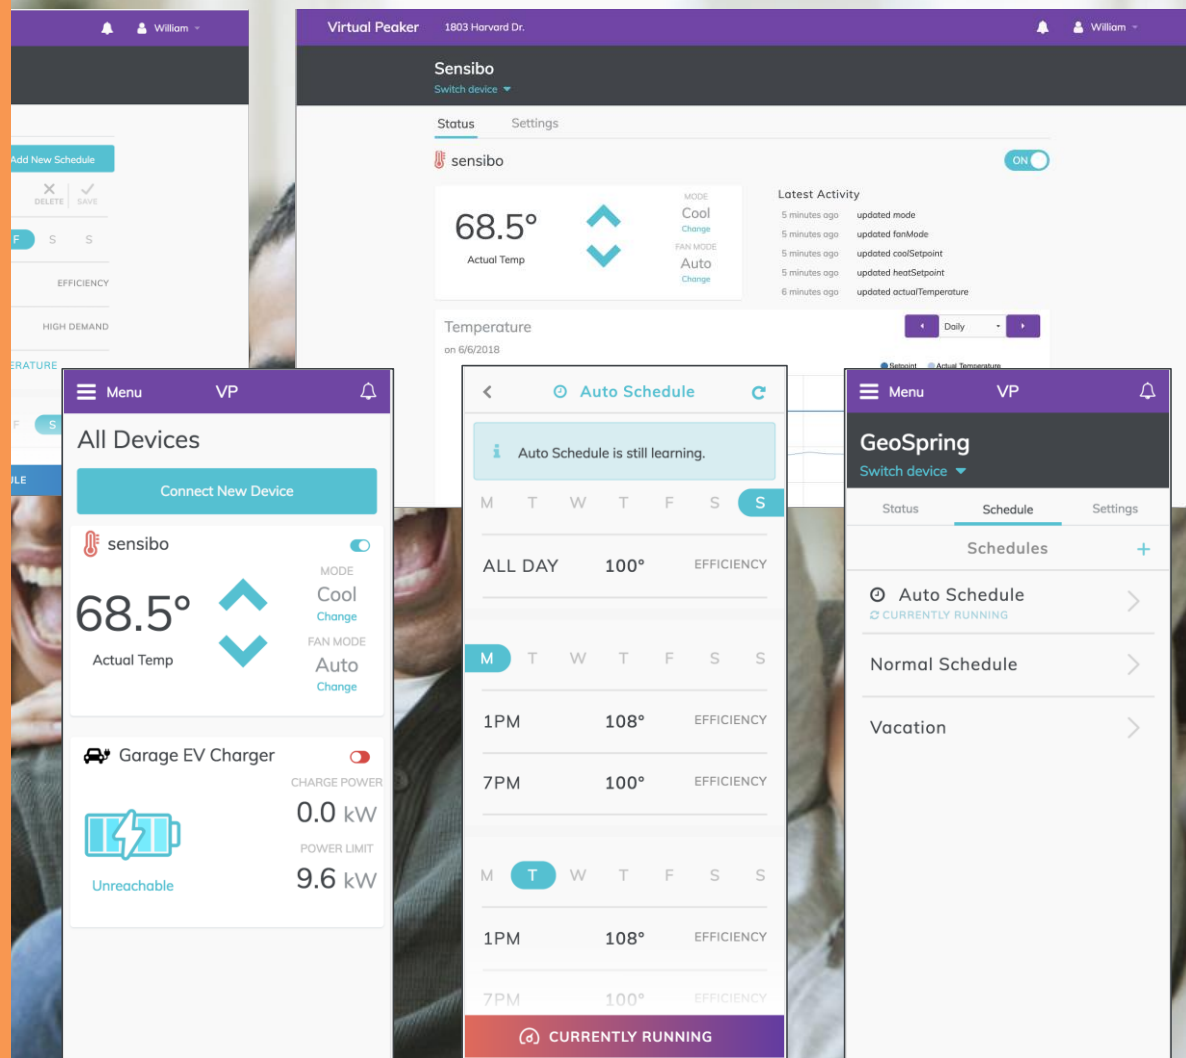 William
Add New Schedule
DELETE
SAVE
F S S
EFFICIENCY
HIGH DEMAND
ERATURE
F S
ULE
Virtual Peaker 1803 Harvard Dr. William
Sensibo
Switch device
Status Settings
sensibo ON
68.5°
Actual Temp
MODE
Cool
Change
FAN MODE
Auto
Change
Latest Activity
5 minutes ago updated mode
5 minutes ago updated fanMode
5 minutes ago updated coolSetpoint
5 minutes ago updated heatSetpoint
6 minutes ago updated actualTemperature
Temperature
on 6/6/2018
Daily
Setpoint Actual Temperature
Menu VP
All Devices
Connect New Device
sensibo
68.5°
Actual Temp
MODE
Cool
Change
FAN MODE
Auto
Change
Garage EV Charger
CHARGE POWER
0.0 kW
POWER LIMIT
9.6 kW
Unreachable
Auto Schedule
Auto Schedule is still learning.
M T W T F S S
ALL DAY 100° EFFICIENCY
M T W T F S S
1PM 108° EFFICIENCY
7PM 100° EFFICIENCY
M T W T F S S
1PM 108° EFFICIENCY
7PM 100° EFFICIENCY
CURRENTLY RUNNING
Menu VP
GeoSpring
Switch device
Status Schedule Settings
Schedules +
Auto Schedule
CURRENTLY RUNNING
Normal Schedule
Vacation